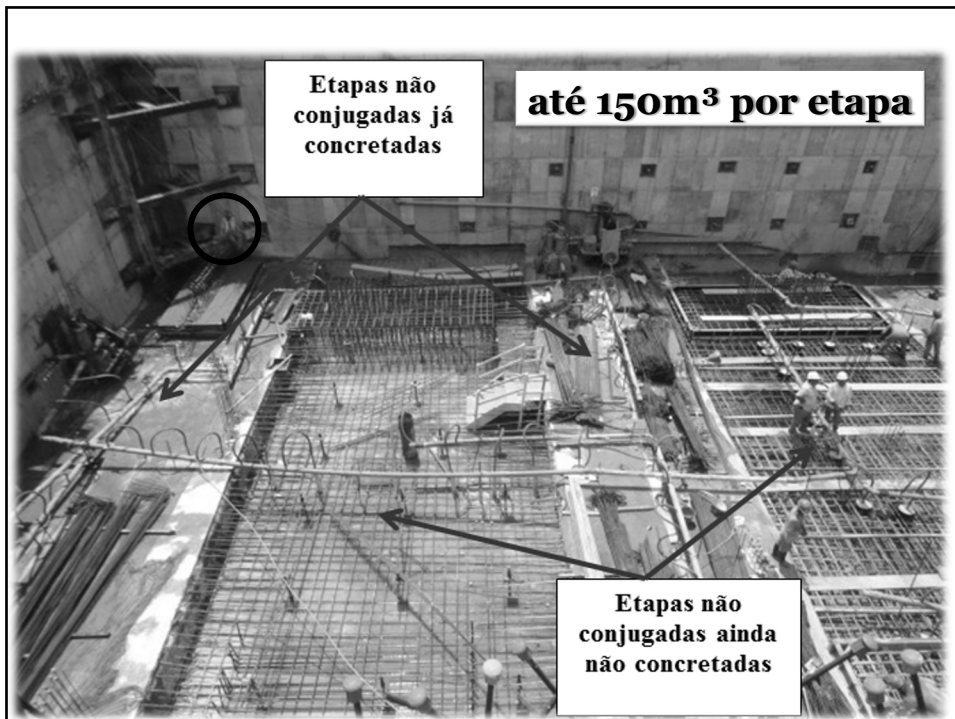 Etapas não
conjugadas já
concretadas
até 150m³ por etapa
Etapas não
conjugadas ainda
não concretadas